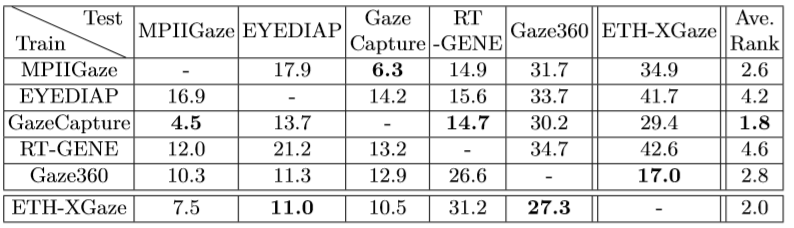 Test
Train
MPIIGaze EYEDIAP Gaze Capture RT -GENE Gaze360 ETH-XGaze Ave. Rank
MPIIGaze - 17.9 6.3 14.9 31.7 34.9 2.6
EYEDIAP 16.9 - 14.2 15.6 33.7 41.7 4.2
GazeCapture 4.5 13.7 - 14.7 30.2 29.4 1.8
RT-GENE 12.0 21.2 13.2 - 34.7 42.6 4.6
Gaze360 10.3 11.3 12.9 26.6 - 17.0 2.8
ETH-XGaze 7.5 11.0 10.5 31.2 27.3 - 2.0